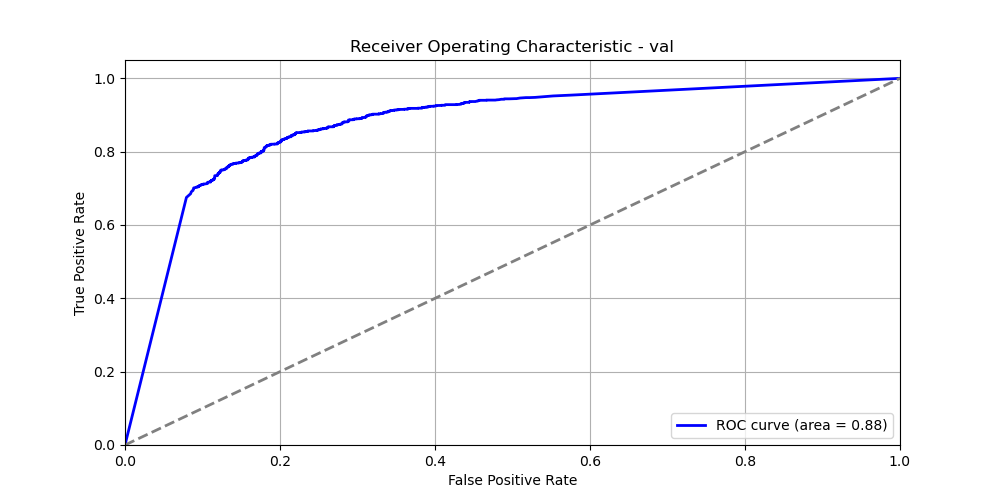 Receiver Operating Characteristic - val
True Positive Rate
1.0
0.8
0.6
0.4
0.2
0.0
ROC curve (area = 0.88)
0.0 0.2 0.4 0.6 0.8 1.0
False Positive Rate